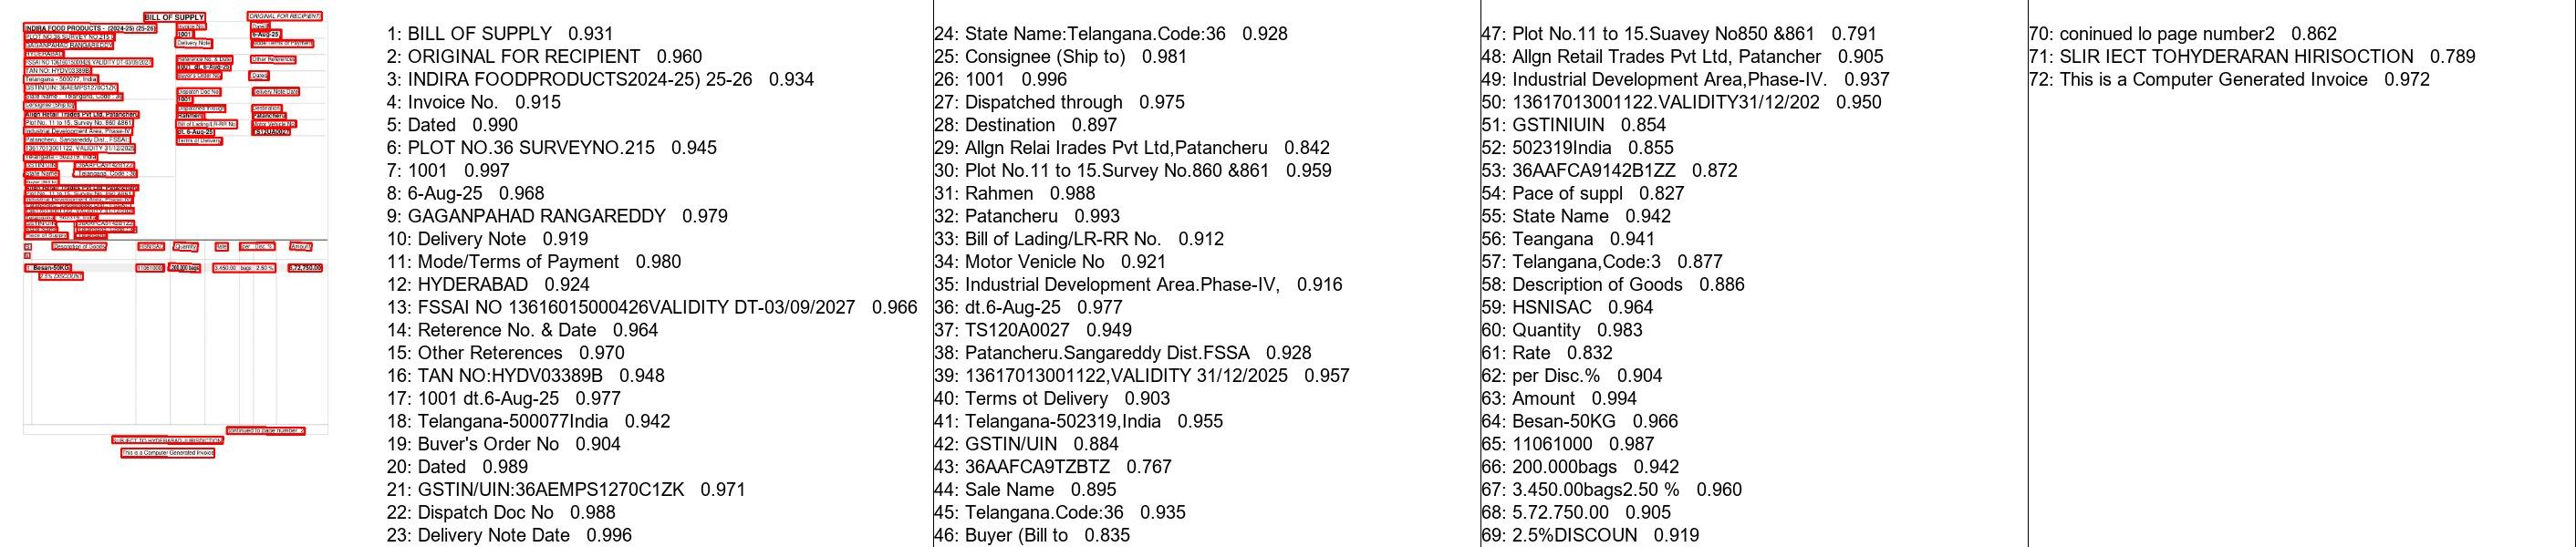 BILL OF SUPPLY
ORIGINAL FOR RECIPIENT
INDIRA FOOD PRODUCTS - (2024-25) (25-26)
1: BILL OF SUPPLY 0.931
2: ORIGINAL FOR RECIPIENT 0.960
3: INDIRA FOODPRODUCTS2024-25) 25-26 0.934
4: Invoice No. 0.915
5: Dated 0.990
6: PLOT NO.36 SURVEYNO.215 0.945
7: 1001 0.997
8: 6-Aug-25 0.968
9: GAGANPAHAD RANGAREDDY 0.979
10: Delivery Note 0.919
11: Mode/Terms of Payment 0.980
12: HYDERABAD 0.924
13: FSSAI NO 13616015000426VALIDITY DT-03/09/2027 0.966
14: Reterence No. & Date 0.964
15: Other References 0.970
16: TAN NO:HYDV03389B 0.948
17: 1001 dt.6-Aug-25 0.977
18: Telangana-500077India 0.942
19: Buyer's Order No 0.904
20: Dated 0.989
21: GSTIN/UIN:36AEMPS1270C1ZK 0.971
22: Dispatch Doc No 0.988
23: Delivery Note Date 0.996
24: State Name:Telangana.Code:36 0.928
25: Consignee (Ship to) 0.981
26: 1001 0.996
27: Dispatched through 0.975
28: Destination 0.897
29: Allgn Relai Irades Pvt Ltd,Patancheru 0.842
30: Plot No.11 to 15.Survey No.860 &861 0.959
31: Rahmen 0.988
32: Patancheru 0.993
33: Bill of Lading/LR-RR No. 0.912
34: Motor Venicle No 0.921
35: Industrial Development Area.Phase-IV, 0.916
36: dt.6-Aug-25 0.977
37: TS120A0027 0.949
38: Patancheru.Sangareddy Dist.FSSA 0.928
39: 13617013001122,VALIDITY 31/12/2025 0.957
40: Terms ot Delivery 0.903
41: Telangana-502319,India 0.955
42: GSTIN/UIN 0.884
43: 36AAFCA9TZBTZ 0.767
44: Sale Name 0.895
45: Telangana.Code:36 0.935
46: Buyer (Bill to 0.835
47: Plot No.11 to 15.Suavey No850 &861 0.791
48: Allgn Retail Trades Pvt Ltd, Patancher 0.905
49: Industrial Development Area,Phase-IV. 0.937
50: 13617013001122.VALIDITY31/12/202 0.950
51: GSTINIUIN 0.854
52: 502319India 0.855
53: 36AAFCA9142B1ZZ 0.872
54: Pace of suppl 0.827
55: State Name 0.942
56: Teangana 0.941
57: Telangana,Code:3 0.877
58: Description of Goods 0.886
59: HSNISAC 0.964
60: Quantity 0.983
61: Rate 0.832
62: per Disc.% 0.904
63: Amount 0.994
64: Besan-50KG 0.966
65: 11061000 0.987
66: 200.000bags 0.942
67: 3.450.00bags2.50 % 0.960
68: 5.72.750.00 0.905
69: 2.5%DISCOUN 0.919
70: coninued lo page number2 0.862
71: SLIR IECT TOHYDERARAN HIRISOCTION 0.789
72: This is a Computer Generated Invoice 0.972